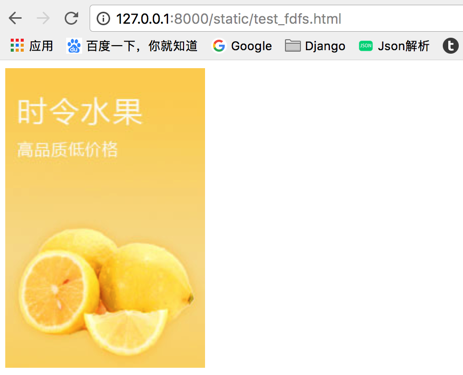 127.0.0.1:8000/static/test_fdfs.html
应用 百度一下，你就知道 Google Django JSON Json解析 t
时令水果
高品质低价格